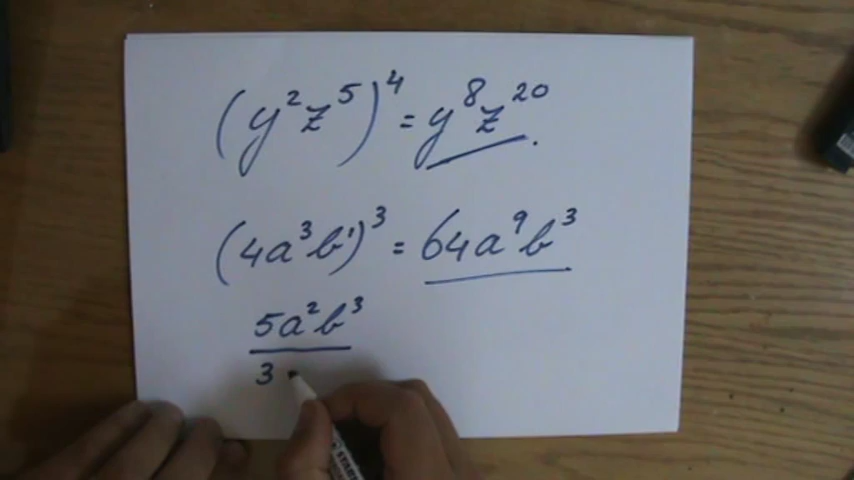 (y²z⁵)⁴ = y⁸z²⁰.
(4a³b¹)³ = 64a⁹b³
5a²b³
3